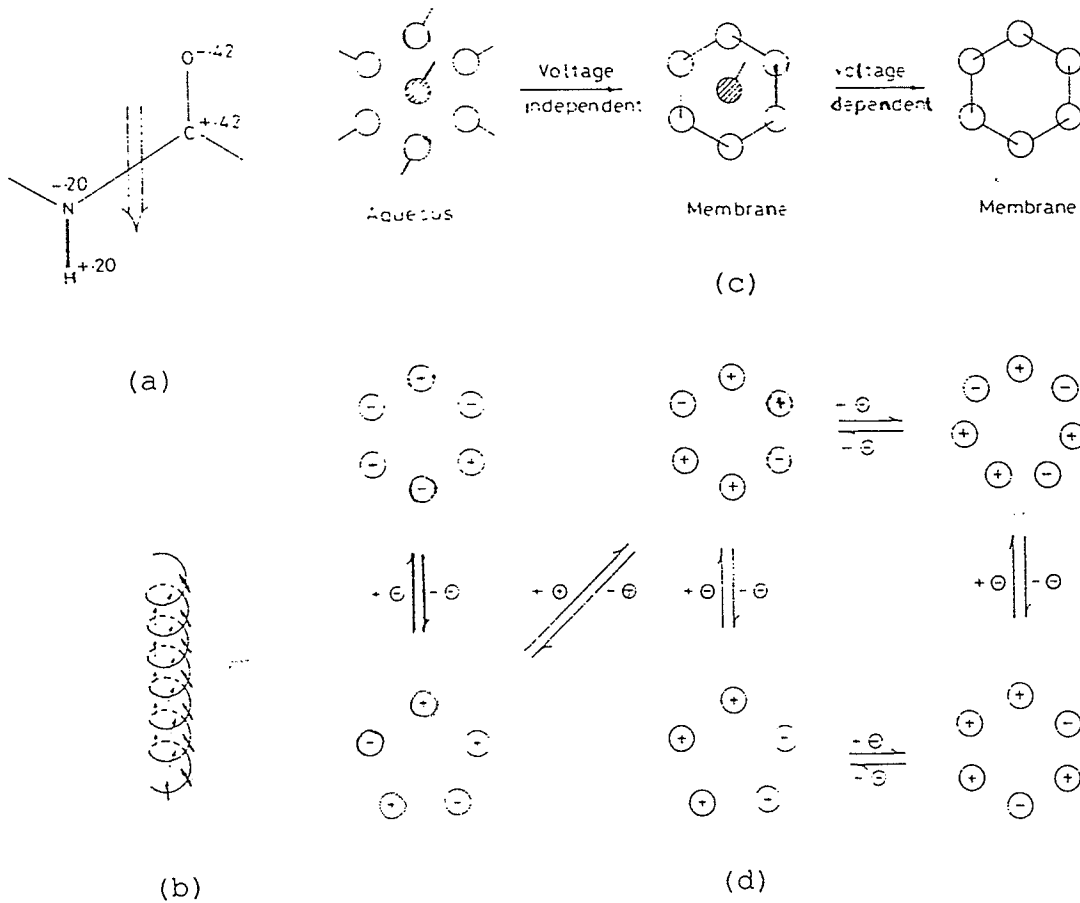 O-.42
C+.42
-.20
N
H+.20
(a)
(b)
Voltage
independent
voltage
dependent
Aqueous
Membrane
Membrane
(c)
+ - -
+ + -
+ - +
+ - +
- + -
+ +
+ -
- ⊖
- ⊖
+ ⊖ - ⊖
+ ⊕ - ⊕
+ ⊖ - ⊖
+ ⊖ - ⊖
+ - +
+ -
+ + -
+ -
+ ⊖
- ⊖
+ + -
+ + -
(d)